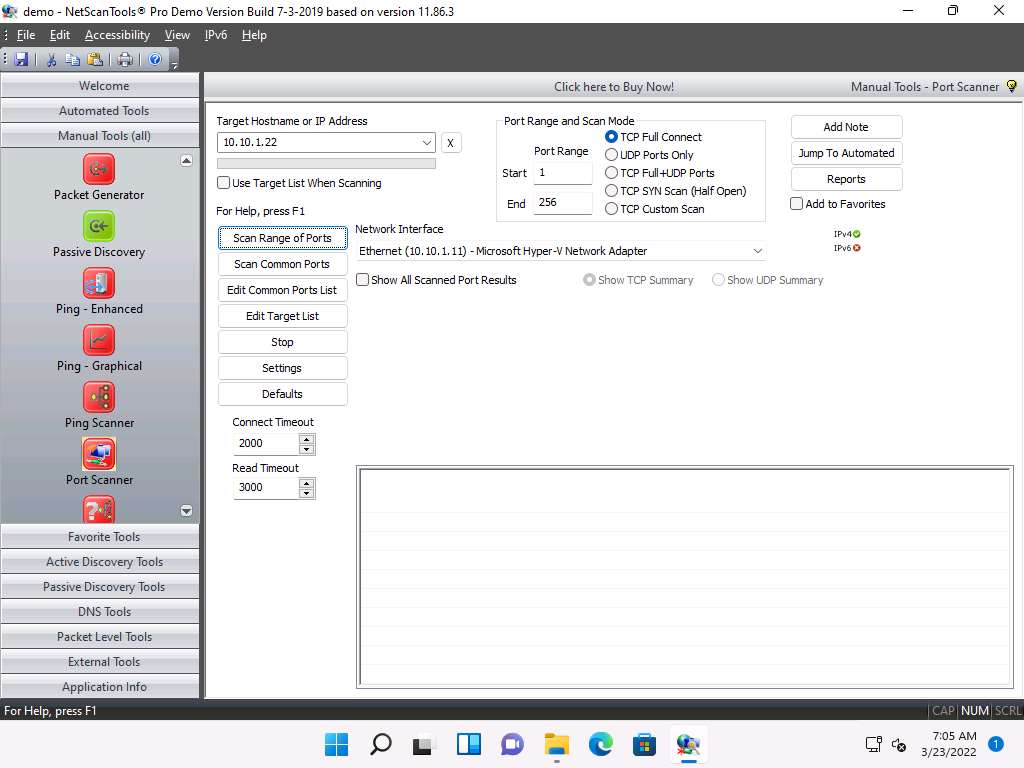 demo - NetScanTools® Pro Demo Version Build 7-3-2019 based on version 11.86.3
File Edit Accessibility View IPv6 Help
Welcome
Automated Tools
Manual Tools (all)
Packet Generator
Passive Discovery
Ping - Enhanced
Ping - Graphical
Ping Scanner
Port Scanner
Favorite Tools
Active Discovery Tools
Passive Discovery Tools
DNS Tools
Packet Level Tools
External Tools
Application Info
Click here to Buy Now!
Manual Tools - Port Scanner
Target Hostname or IP Address
10.10.1.22
X
Use Target List When Scanning
For Help, press F1
Port Range and Scan Mode
Port Range
Start 1
End 256
TCP Full Connect
UDP Ports Only
TCP Full+UDP Ports
TCP SYN Scan (Half Open)
TCP Custom Scan
Add Note
Jump To Automated
Reports
Add to Favorites
IPv4
IPv6
Network Interface
Ethernet (10.10.1.11) - Microsoft Hyper-V Network Adapter
Show All Scanned Port Results
Show TCP Summary
Show UDP Summary
Scan Range of Ports
Scan Common Ports
Edit Common Ports List
Edit Target List
Stop
Settings
Defaults
Connect Timeout
2000
Read Timeout
3000
For Help, press F1
CAP NUM SCRL
7:05 AM
3/23/2022
1